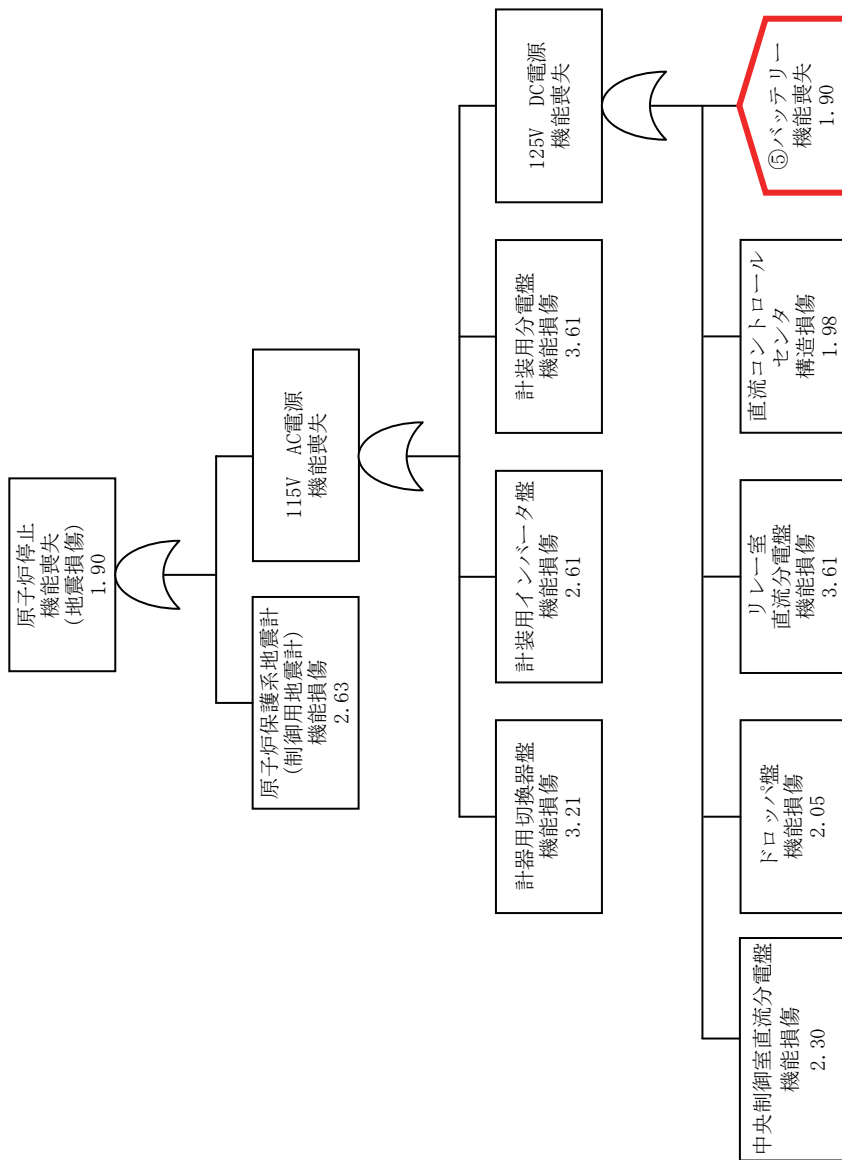 原子炉停止
機能喪失
(地震損傷)
1.90
原子炉保護系地震計
(制御用地震計)
機能損傷
2.63
115V AC電源
機能喪失
計器用切換器盤
機能損傷
3.21
計装用インバータ盤
機能損傷
2.61
計装用分電盤
機能損傷
3.61
125V DC電源
機能喪失
中央制御室直流分電盤
機能損傷
2.30
ドロッパ盤
機能損傷
2.05
リレー室
直流分電盤
機能損傷
3.61
直流コントロール
センタ
構造損傷
1.98
⑤バッテリー
機能喪失
1.90